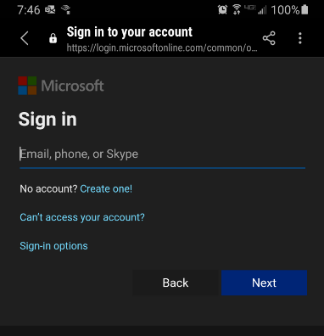 7:46 100%
Sign in to your account
https://login.microsoftonline.com/common/o...
Microsoft
Sign in
Email, phone, or Skype
No account? Create one!
Can't access your account?
Sign-in options
Back Next